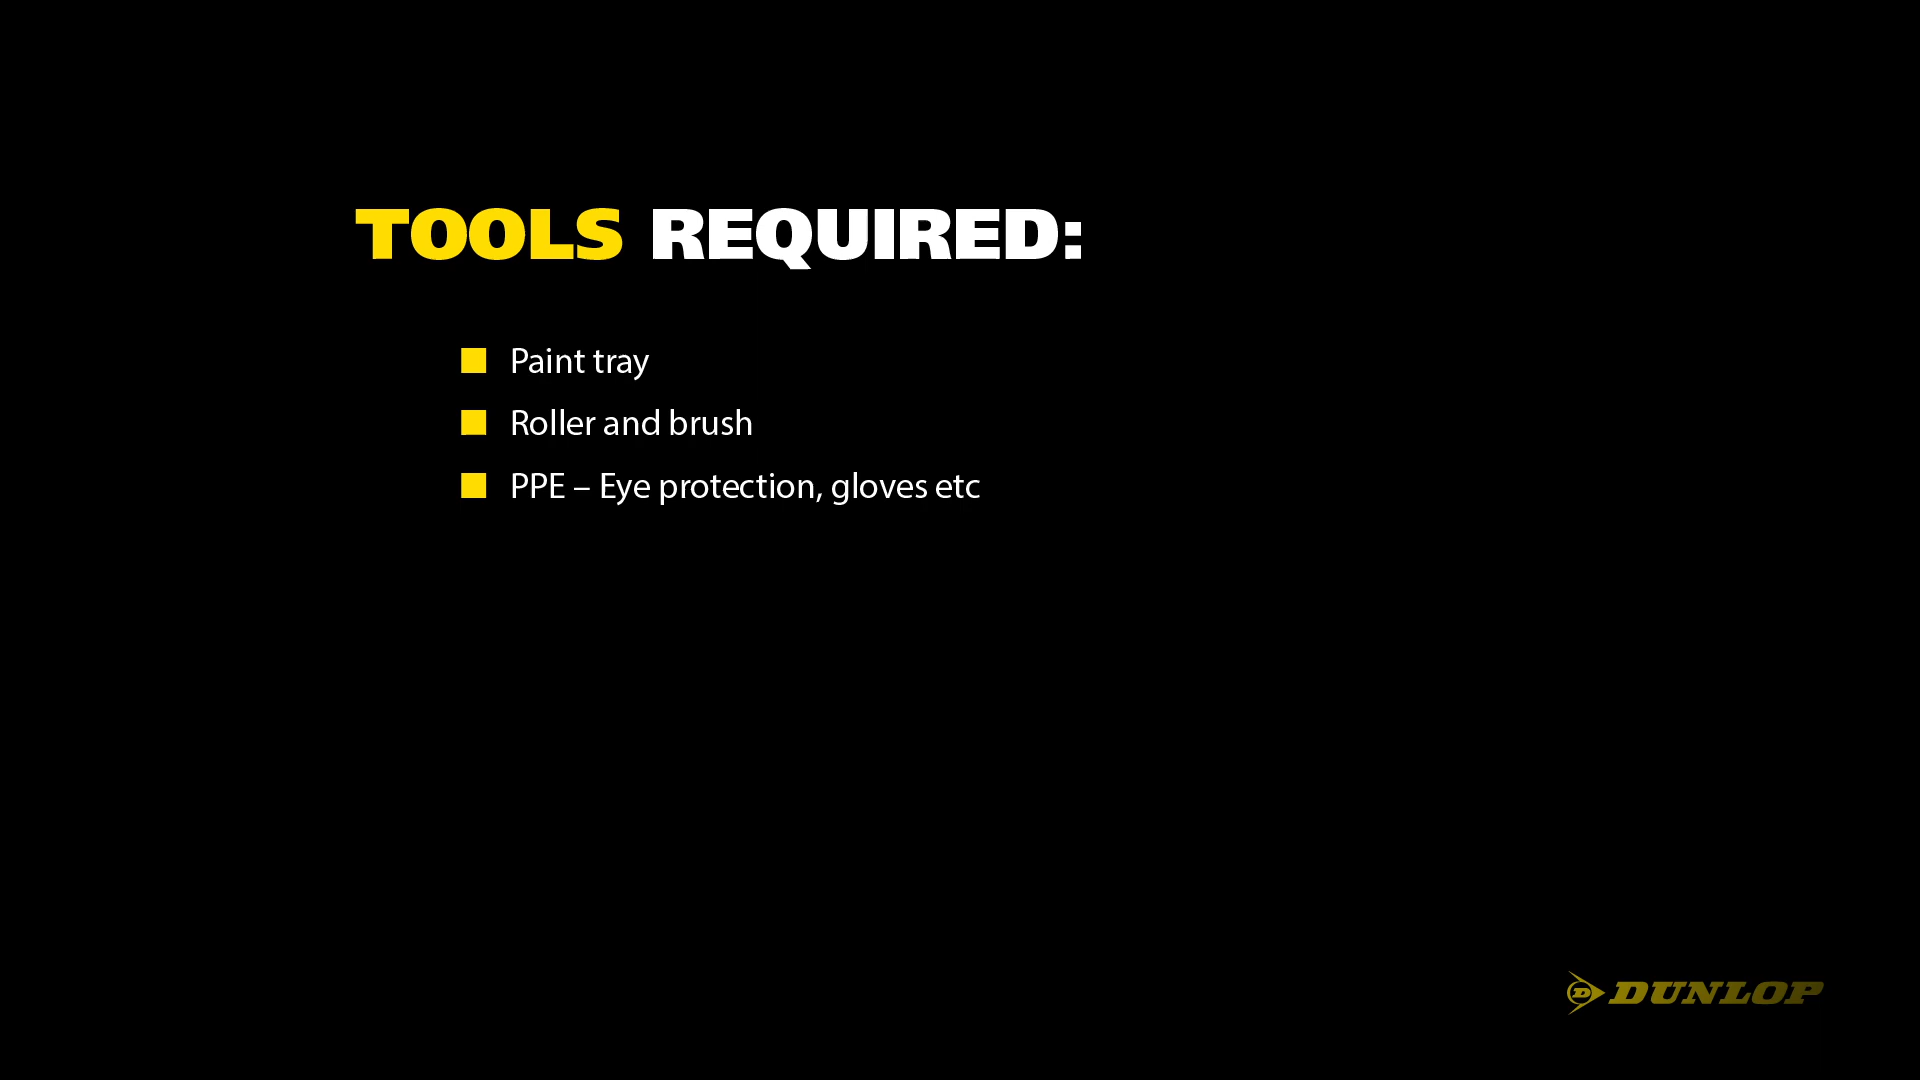 TOOLS REQUIRED:
Paint tray
Roller and brush
PPE – Eye protection, gloves etc
D DUNLOP